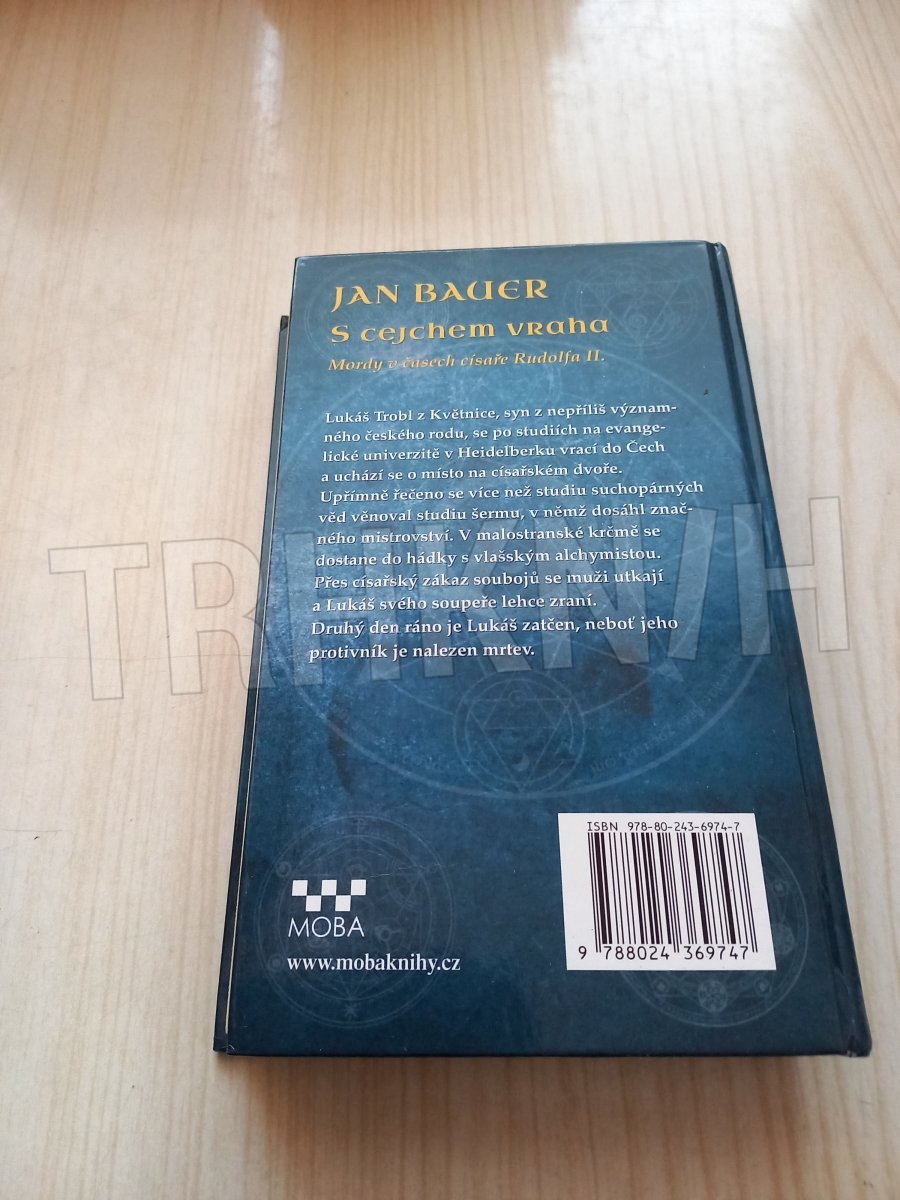 JAN BAUER
S cejchem vraha
Mordy v časech císaře Rudolfa II.
Lukáš Trobl z Květnice, syn z nepříliš význam-
ného českého rodu, se po studiích na evange-
lické univerzitě v Heidelberku vrací do Čech
a uchází se o místo na císařském dvoře.
Upřímně řečeno se více než studiu suchopárných
věd věnoval studiu šermu, v němž dosáhl znač-
ného mistrovství. V malostranské krčmě se
dostane do hádky s vlašským alchymistou.
Přes císařský zákaz soubojů se muži utkají
a Lukáš svého soupeře lehce zraní.
Druhý den ráno je Lukáš zatčen, neboť jeho
protivník je nalezen mrtev.
TRHKNIH
ISBN 978-80-243-6974-7
9 788024 369747
MOBA
www.mobaknihy.cz